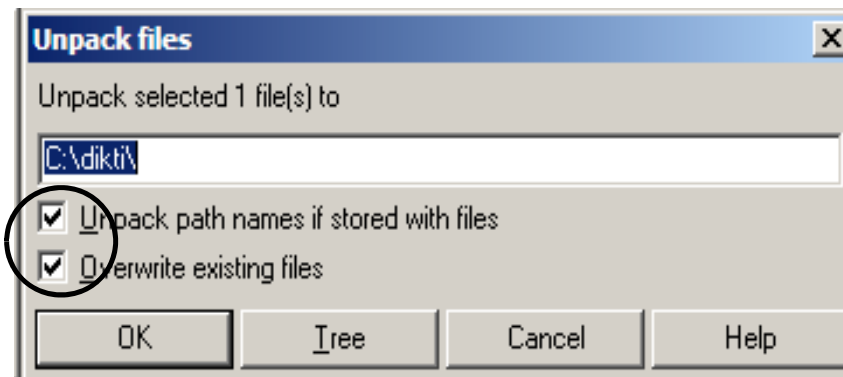 Unpack files
Unpack selected 1 file(s) to
C:\dikti\
Unpack path names if stored with files
Overwrite existing files
OK Tree Cancel Help